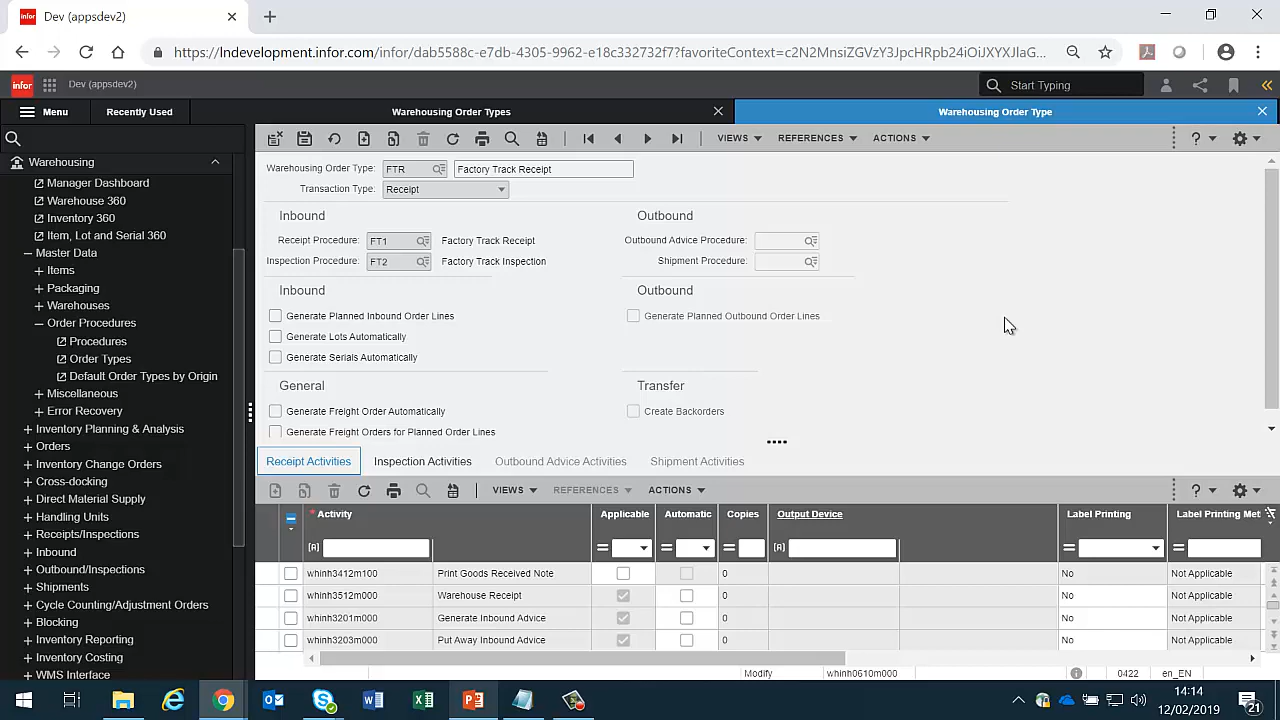 infor Dev (appsdev2)
https://lndevelopment.infor.com/infor/dab5588c-e7db-4305-9962-e18c332732f7?favoriteContext=c2N2MnsiZGVzY3JpcHRpb24iOiJXYXJlaG...
infor Dev (appsdev2) Start Typing
Menu Recently Used Warehousing Order Types Warehousing Order Type
VIEWS REFERENCES ACTIONS ?
Warehousing
Manager Dashboard
Warehouse 360
Inventory 360
Item, Lot and Serial 360
Master Data
Items
Packaging
Warehouses
Order Procedures
Procedures
Order Types
Default Order Types by Origin
Miscellaneous
Error Recovery
Inventory Planning & Analysis
Orders
Inventory Change Orders
Cross-docking
Direct Material Supply
Handling Units
Receipts/Inspections
Inbound
Outbound/Inspections
Shipments
Cycle Counting/Adjustment Orders
Blocking
Inventory Reporting
Inventory Costing
WMS Interface
Warehousing Order Type: FTR Factory Track Receipt
Transaction Type: Receipt
Inbound Outbound
Receipt Procedure: FT1 Factory Track Receipt Outbound Advice Procedure:
Inspection Procedure: FT2 Factory Track Inspection Shipment Procedure:
Inbound Outbound
Generate Planned Inbound Order Lines Generate Planned Outbound Order Lines
Generate Lots Automatically
Generate Serials Automatically
General Transfer
Generate Freight Order Automatically Create Backorders
Generate Freight Orders for Planned Order Lines
Receipt Activities Inspection Activities Outbound Advice Activities Shipment Activities
VIEWS REFERENCES ACTIONS ?
* Activity Applicable Automatic Copies Output Device Label Printing Label Printing Met
[A] = = = [A] = =
whinh3412m100 Print Goods Received Note 0 No Not Applicable
whinh3512m000 Warehouse Receipt 0 No Not Applicable
whinh3201m000 Generate Inbound Advice 0 No Not Applicable
whinh3203m000 Put Away Inbound Advice 0 No Not Applicable
Modify whinh0610m000 0422 en_EN
14:14
12/02/2019
21